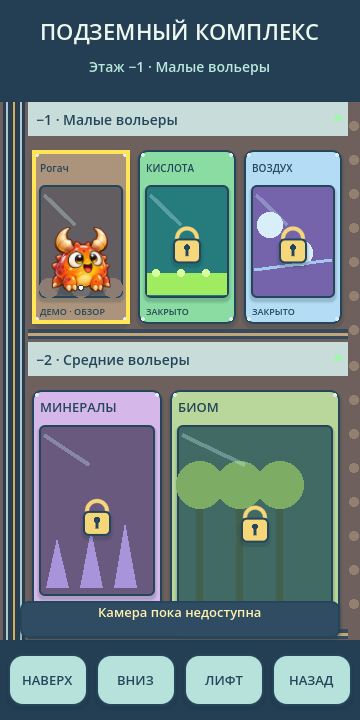 ПОДЗЕМНЫЙ КОМПЛЕКС
Этаж −1 · Малые вольеры
−1 · Малые вольеры
Рогач
КИСЛОТА
ВОЗДУХ
ДЕМО · ОБЗОР
ЗАКРЫТО
ЗАКРЫТО
−2 · Средние вольеры
МИНЕРАЛЫ
БИОМ
Камера пока недоступна
НАВЕРХ
ВНИЗ
ЛИФТ
НАЗАД